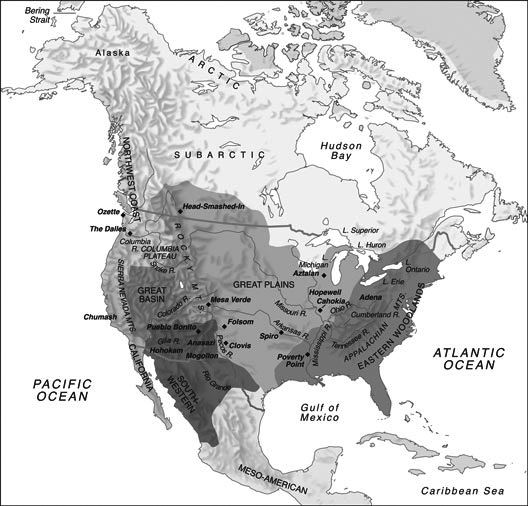 Bering
Strait
Alaska
ARCTIC
SUBARCTIC
Hudson
Bay
NORTHWEST COAST
Head-Smashed-In
Ozette
The Dalles
Columbia
R.
COLUMBIA
PLATEAU
Snake R.
ROCKY MTS.
L. Superior
L. Huron
L.
Michigan
Aztalan
L.
Ontario
L. Erie
GREAT
BASIN
GREAT PLAINS
SIERRA NEVADA MTS.
Colorado R.
Mesa Verde
Missouri R.
Hopewell
Cahokia
Ohio R.
Adena
Cumberland R.
Chumash
Pueblo Bonito
Folsom
Arkansas R.
Spiro
Tennessee R.
APPALACHIAN MTS.
EASTERN WOODLANDS
Anasazi
Clovis
Gila R.
Hohokam
Mogollon
Pecos R.
Poverty
Point
Mississippi R.
CALIFORNIA
SOUTH-
WESTERN
Rio Grande
PACIFIC
OCEAN
ATLANTIC
OCEAN
Gulf of
Mexico
MESO-AMERICAN
Caribbean Sea